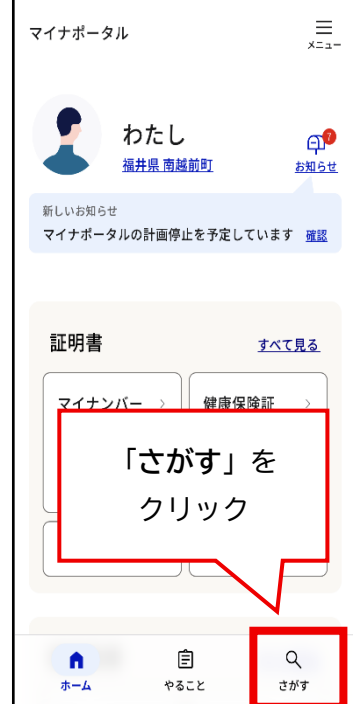 マイナポータル
メニュー
わたし
福井県 南越前町
7
お知らせ
新しいお知らせ
マイナポータルの計画停止を予定しています 確認
証明書
すべて見る
マイナンバー
健康保険証
「さがす」を
クリック
ホーム
やること
さがす